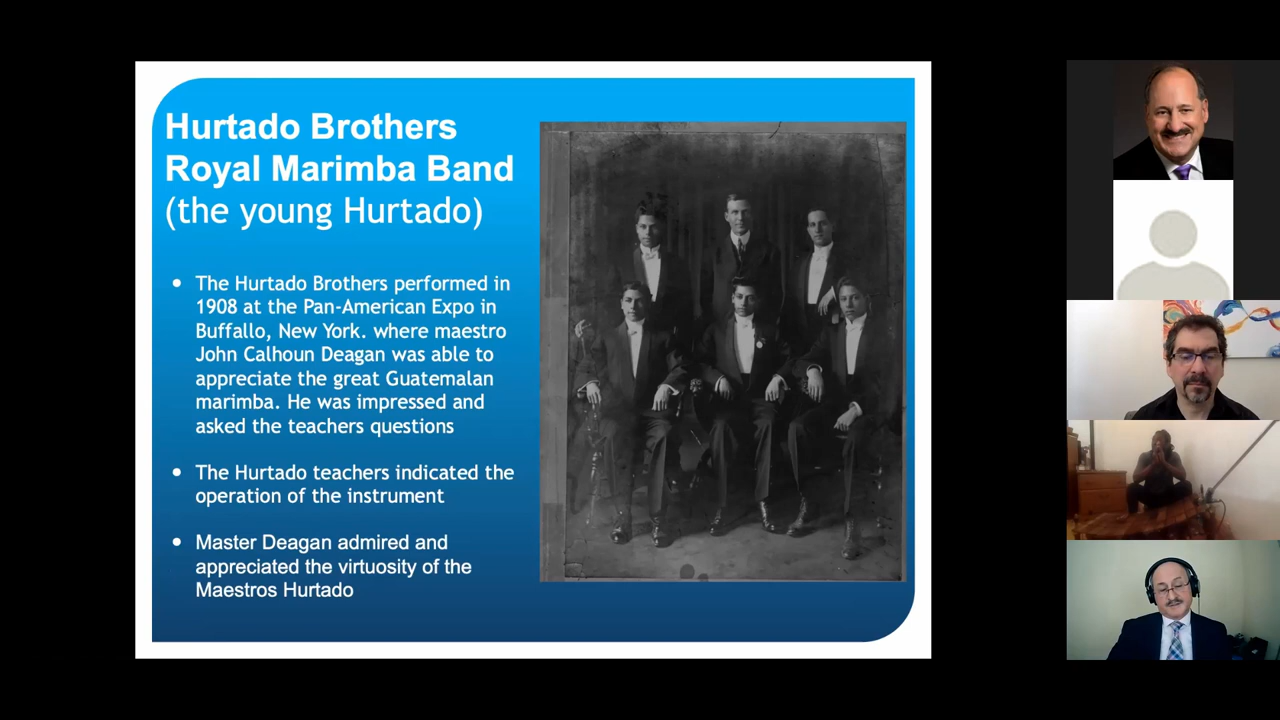 Hurtado Brothers
Royal Marimba Band
(the young Hurtado)
• The Hurtado Brothers performed in
1908 at the Pan-American Expo in
Buffallo, New York. where maestro
John Calhoun Deagan was able to
appreciate the great Guatemalan
marimba. He was impressed and
asked the teachers questions
• The Hurtado teachers indicated the
operation of the instrument
• Master Deagan admired and
appreciated the virtuosity of the
Maestros Hurtado